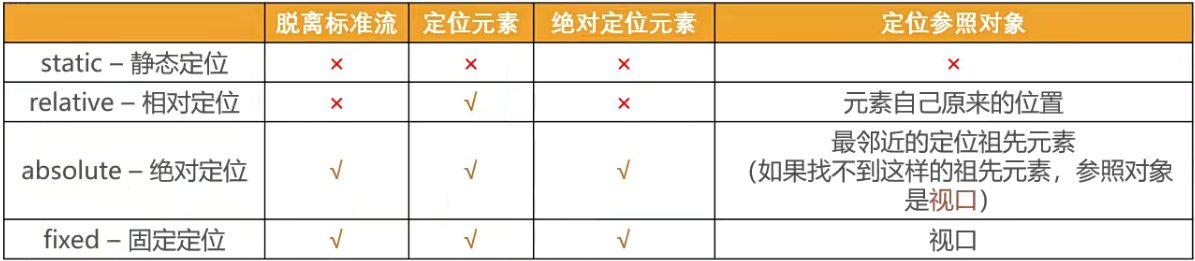 脱离标准流 定位元素 绝对定位元素 定位参照对象
static – 静态定位 × × × ×
relative – 相对定位 × √ × 元素自己原来的位置
absolute – 绝对定位 √ √ √ 最邻近的定位祖先元素
（如果找不到这样的祖先元素，参照对象
是视口）
fixed – 固定定位 √ √ √ 视口